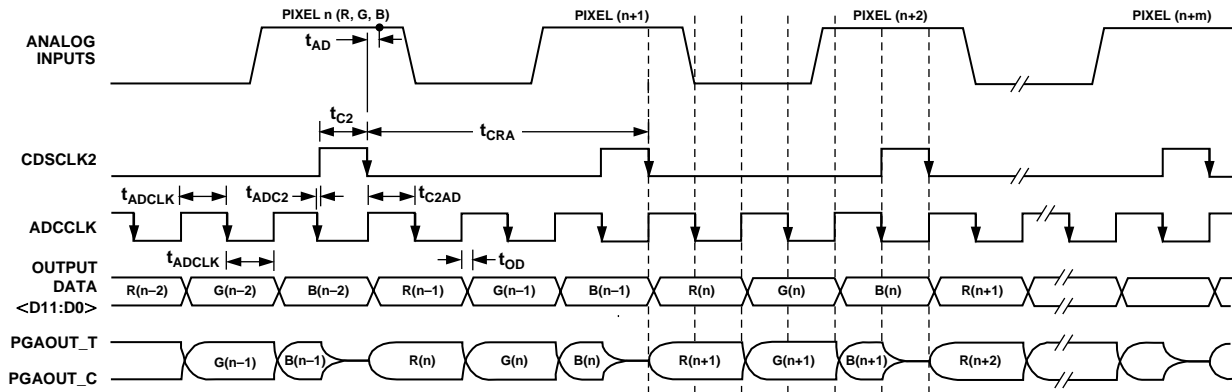 PIXEL n (R, G, B) PIXEL (n+1) PIXEL (n+2) PIXEL (n+m)
ANALOG
INPUTS
tAD
tC2
tCRA
CDSCLK2
tADCLK tADC2 tC2AD
ADCCLK
tADCLK tOD
OUTPUT
DATA
<D11:D0>
R(n–2) G(n–2) B(n–2) R(n–1) G(n–1) B(n–1) R(n) G(n) B(n) R(n+1)
PGAOUT_T
G(n–1) B(n–1) R(n) G(n) B(n) R(n+1) G(n+1) B(n+1) R(n+2)
PGAOUT_C